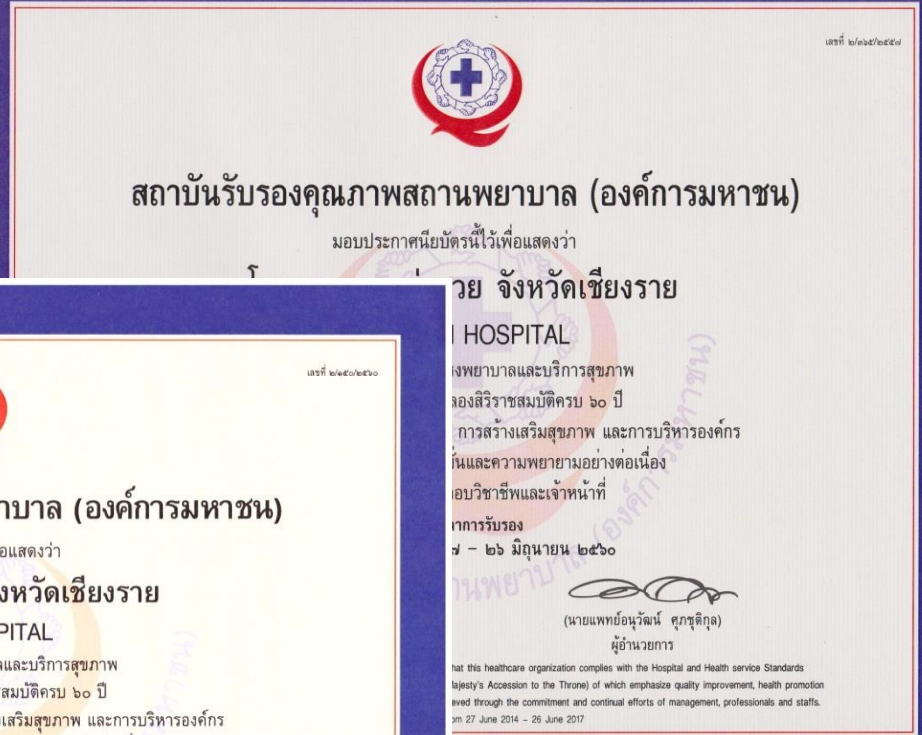 เลขที่ ๒/๓๖๕/๒๕๕๗
สถาบันรับรองคุณภาพสถานพยาบาล (องค์การมหาชน)
มอบประกาศนียบัตรนี้ไว้เพื่อแสดงว่า
วย จังหวัดเชียงราย
HOSPITAL
งพยาบาลและบริการสุขภาพ
ลองสิริราชสมบัติครบ ๖๐ ปี
การสร้างเสริมสุขภาพ และการบริหารองค์กร
และความพยายามอย่างต่อเนื่อง
อบวิชาชีพและเจ้าหน้าที่
าการรับรอง
๗ – ๒๖ มิถุนายน ๒๕๖๐
(นายแพทย์อนุวัฒน์ ศุภชุติกุล)
ผู้อำนวยการ
hat this healthcare organization complies with the Hospital and Health service Standards
ajesty's Accession to the Throne) of which emphasize quality improvement, health promotion
eved through the commitment and continual efforts of management, professionals and staffs.
om 27 June 2014 – 26 June 2017
เลขที่ ๒/๑๕๐/๒๕๖๐
าบาล (องค์การมหาชน)
อแสดงว่า
งหวัดเชียงราย
PITAL
ลและบริการสุขภาพ
สมบัติครบ ๖๐ ปี
เสริมสุขภาพ และการบริหารองค์กร